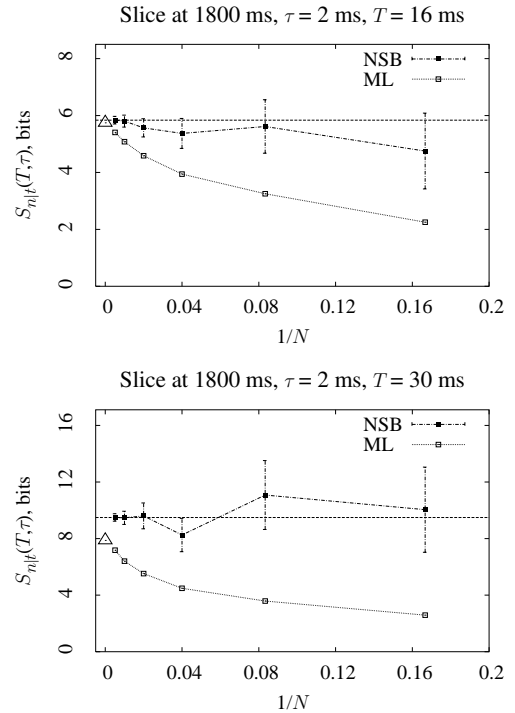 Slice at 1800 ms, τ = 2 ms, T = 16 ms
8
6
4
2
0
S_{n|t}(T,τ), bits
NSB
ML
0 0.04 0.08 0.12 0.16 0.2
1/N
Slice at 1800 ms, τ = 2 ms, T = 30 ms
16
12
8
4
0
S_{n|t}(T,τ), bits
NSB
ML
0 0.04 0.08 0.12 0.16 0.2
1/N